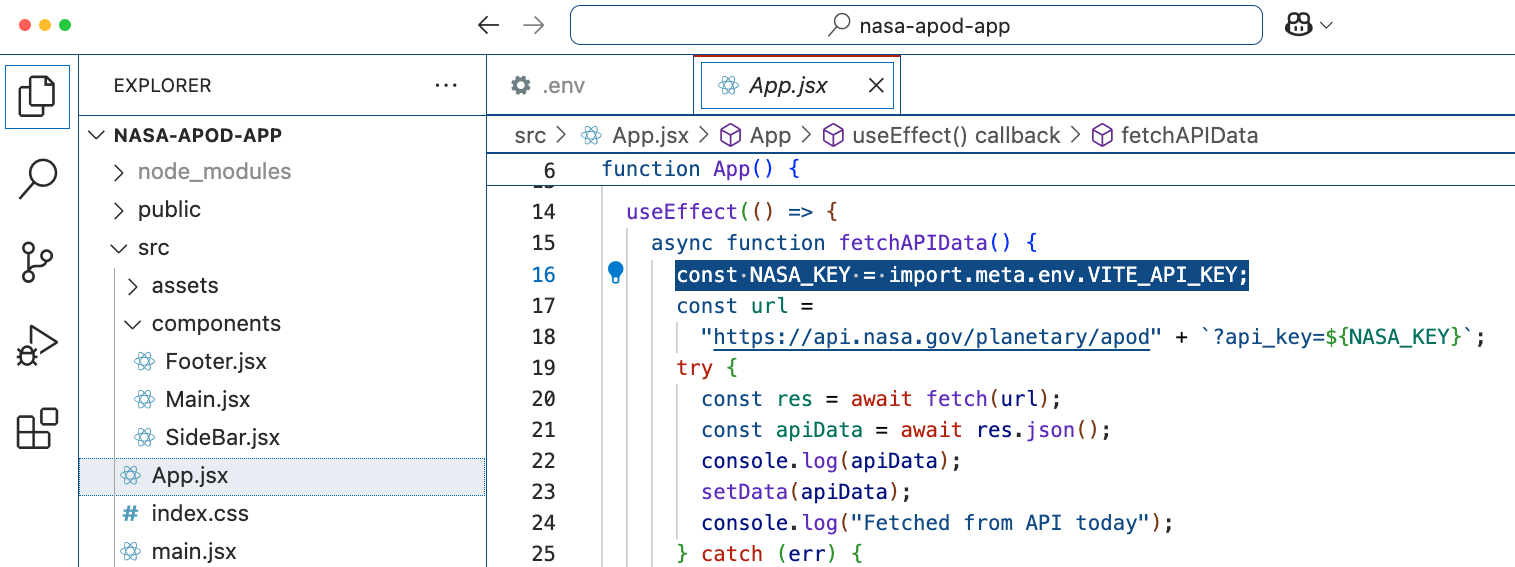 nasa-apod-app
EXPLORER ...
.env
App.jsx
src > App.jsx > App > useEffect() callback > fetchAPIData
NASA-APOD-APP
node_modules
public
src
assets
components
Footer.jsx
Main.jsx
SideBar.jsx
App.jsx
# index.css
main.jsx
6 function App() {
14 useEffect(() => {
15 async function fetchAPIData() {
16 const·NASA_KEY·=·import.meta.env.VITE_API_KEY;
17 const url =
18 "https://api.nasa.gov/planetary/apod" + `?api_key=${NASA_KEY}`;
19 try {
20 const res = await fetch(url);
21 const apiData = await res.json();
22 console.log(apiData);
23 setData(apiData);
24 console.log("Fetched from API today");
25 } catch (err) {